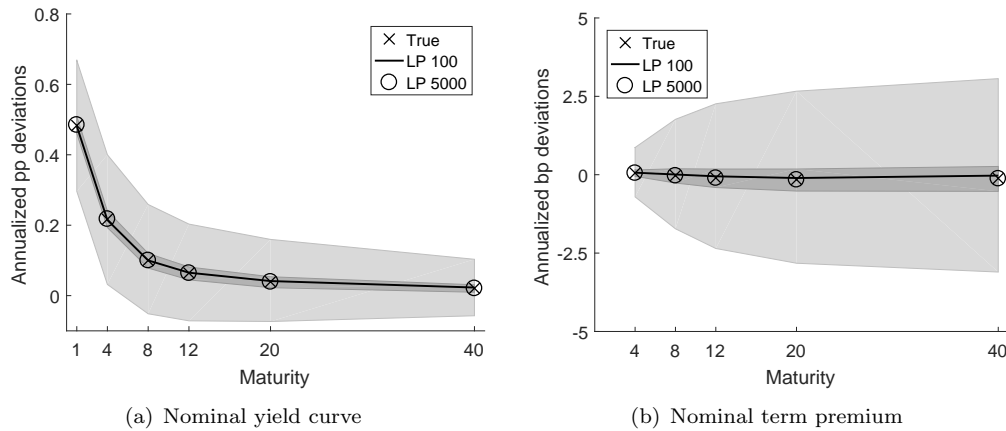 0.8
0.6
0.4
0.2
0
Annualized pp deviations
True
LP 100
LP 5000
1 4 8 12 20 40
Maturity
(a) Nominal yield curve
5
2.5
0
-2.5
-5
Annualized bp deviations
True
LP 100
LP 5000
4 8 12 20 40
Maturity
(b) Nominal term premium